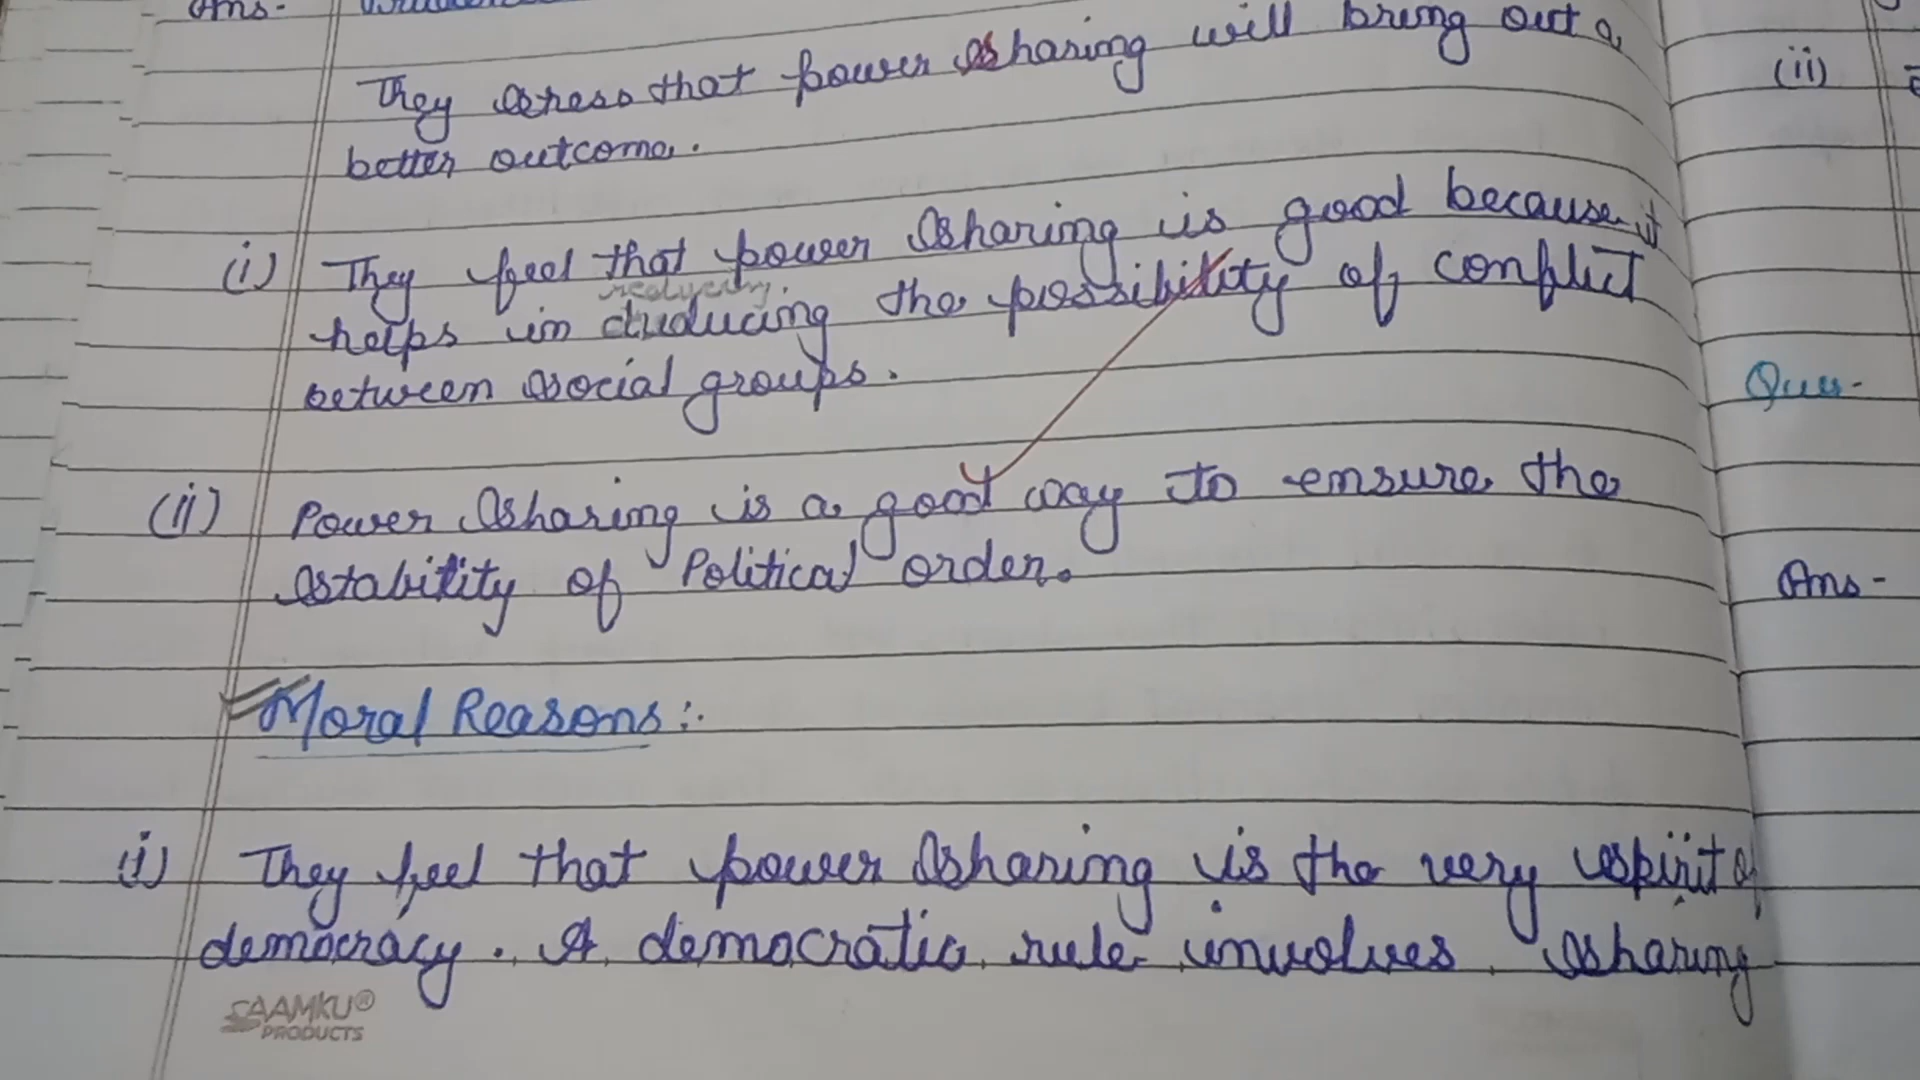 Ans-
They stress that power sharing will bring out a
better outcome.
(i) They feel that power sharing is good because it
helps in the possibility of conflict
between social groups.
(ii) Power sharing is a good way to ensure the
stability of Political order.
Moral Reasons:-
(i) They feel that power sharing is the very spirit of
democracy. A democratic rule involves sharing
SAAMKU®
PRODUCTS
(ii)
Ques-
Ans-